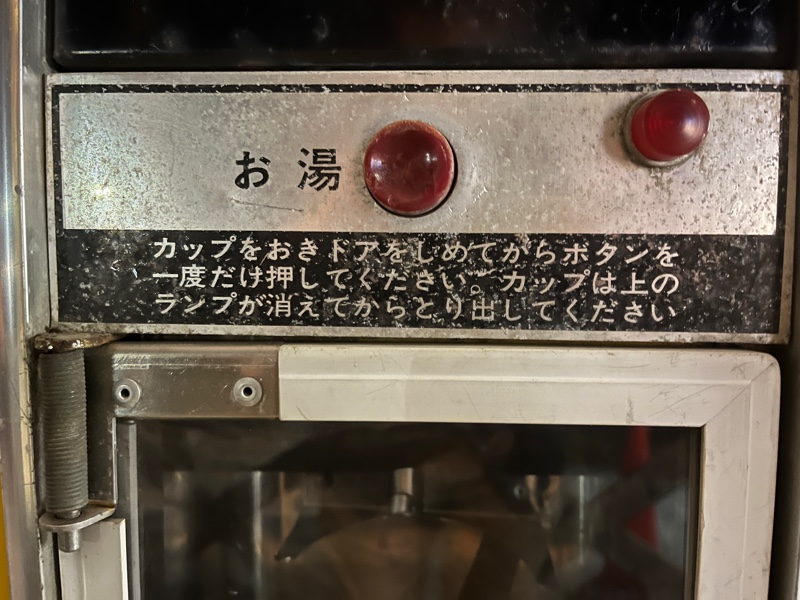 お湯
カップをおきドアをしめてからボタンを
一度だけ押してください。カップは上の
ランプが消えてからとり出してください